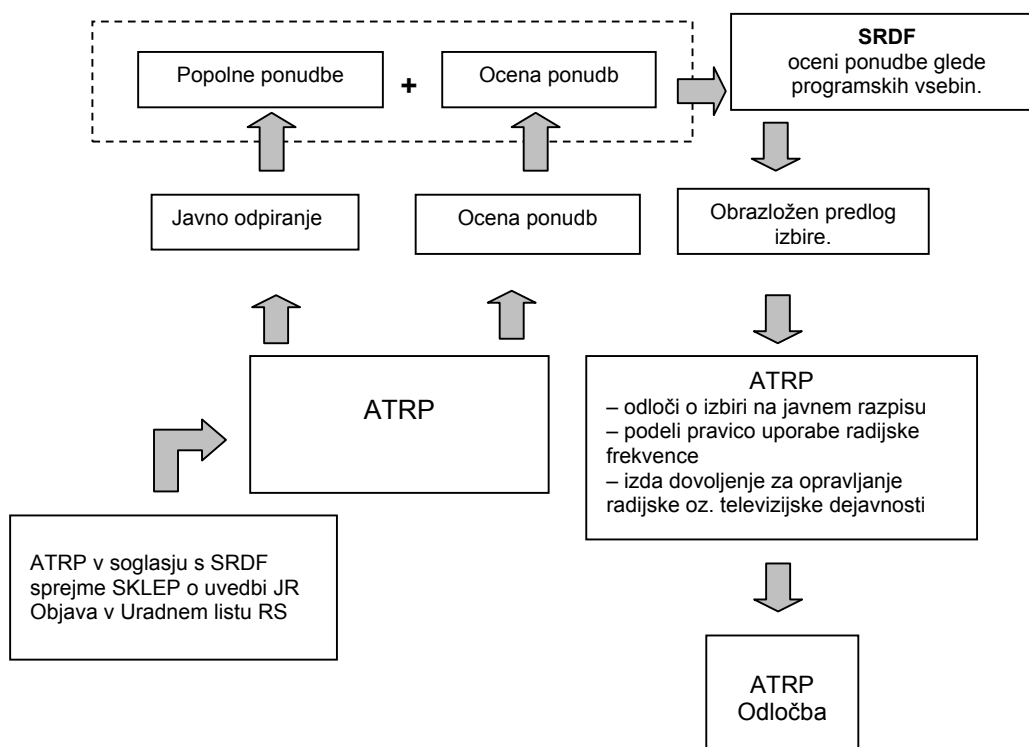 Popolne ponudbe
+
Ocena ponudb
SRDF
oceni ponudbe glede
programskih vsebin.
Javno odpiranje
Ocena ponudb
Obrazložen predlog
izbire.
ATRP
ATRP
– odloči o izbiri na javnem razpisu
– podeli pravico uporabe radijske
frekvence
– izda dovoljenje za opravljanje
radijske oz. televizijske dejavnosti
ATRP v soglasju s SRDF
sprejme SKLEP o uvedbi JR
Objava v Uradnem listu RS
ATRP
Odločba